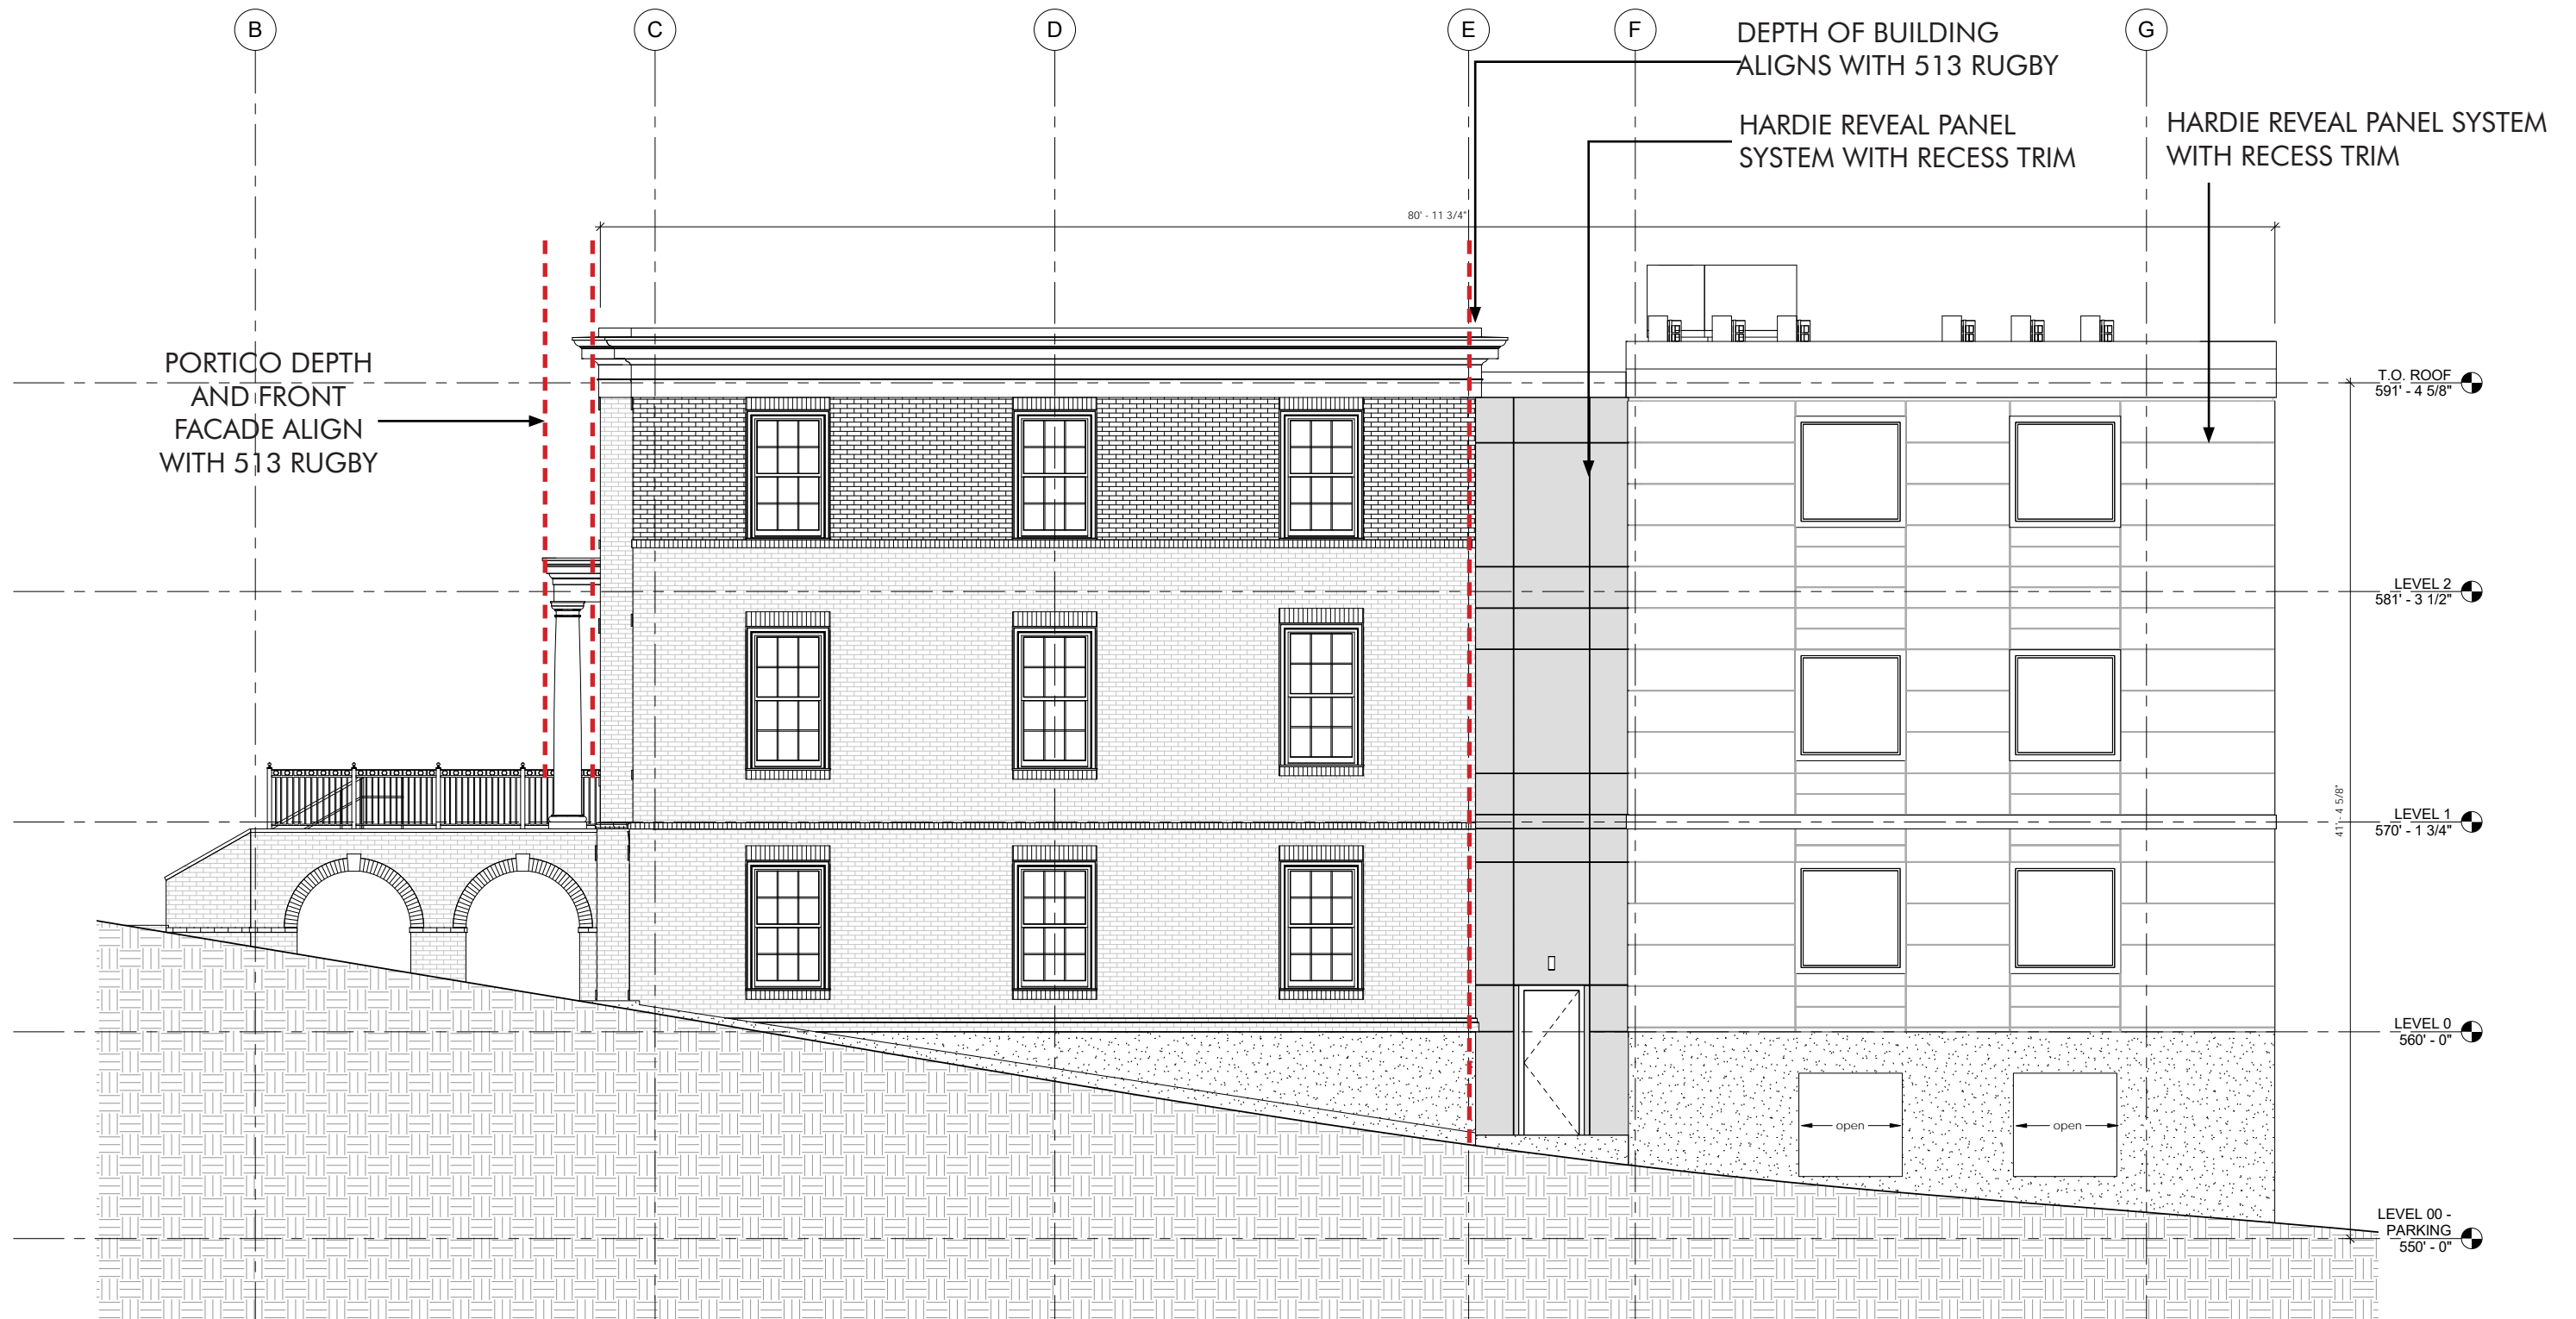 B
C
D
E
F
G
DEPTH OF BUILDING
ALIGNS WITH 513 RUGBY
HARDIE REVEAL PANEL
SYSTEM WITH RECESS TRIM
HARDIE REVEAL PANEL SYSTEM
WITH RECESS TRIM
80' - 11 3/4"
PORTICO DEPTH
AND FRONT
FACADE ALIGN
WITH 513 RUGBY
T.O. ROOF
591' - 4 5/8"
LEVEL 2
581' - 3 1/2"
41' - 4 5/8"
LEVEL 1
570' - 1 3/4"
LEVEL 0
560' - 0"
open
open
LEVEL 00 -
PARKING
550' - 0"